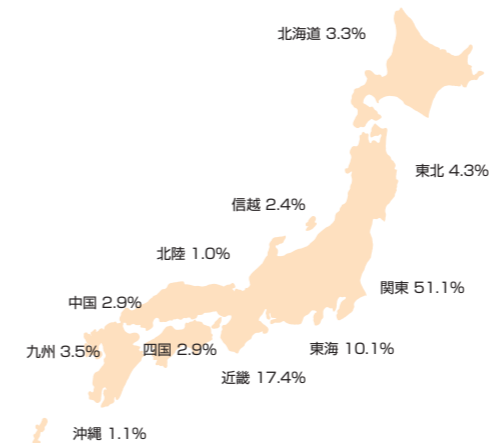 北海道 3.3%
東北 4.3%
信越 2.4%
北陸 1.0%
関東 51.1%
中国 2.9%
九州 3.5%
四国 2.9%
東海 10.1%
近畿 17.4%
沖縄 1.1%